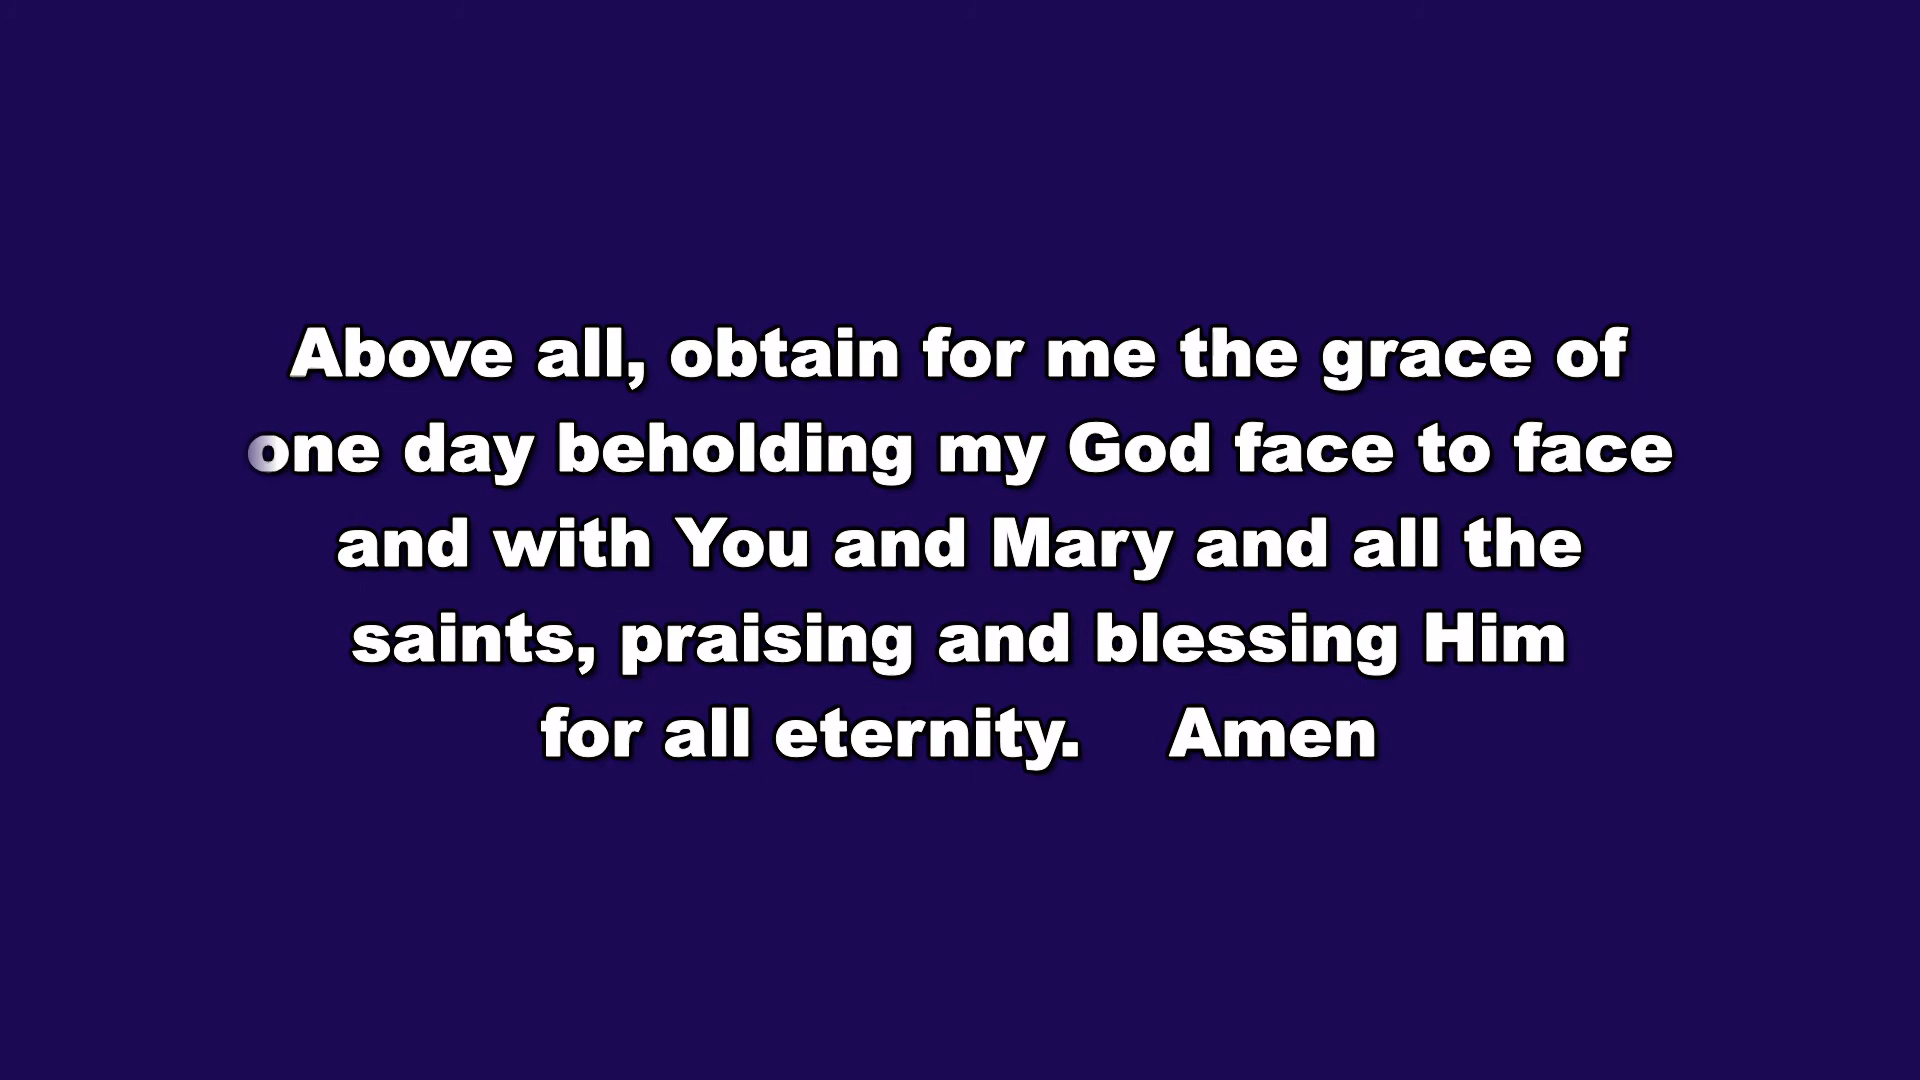 Above all, obtain for me the grace of
one day beholding my God face to face
and with You and Mary and all the
saints, praising and blessing Him
for all eternity. Amen